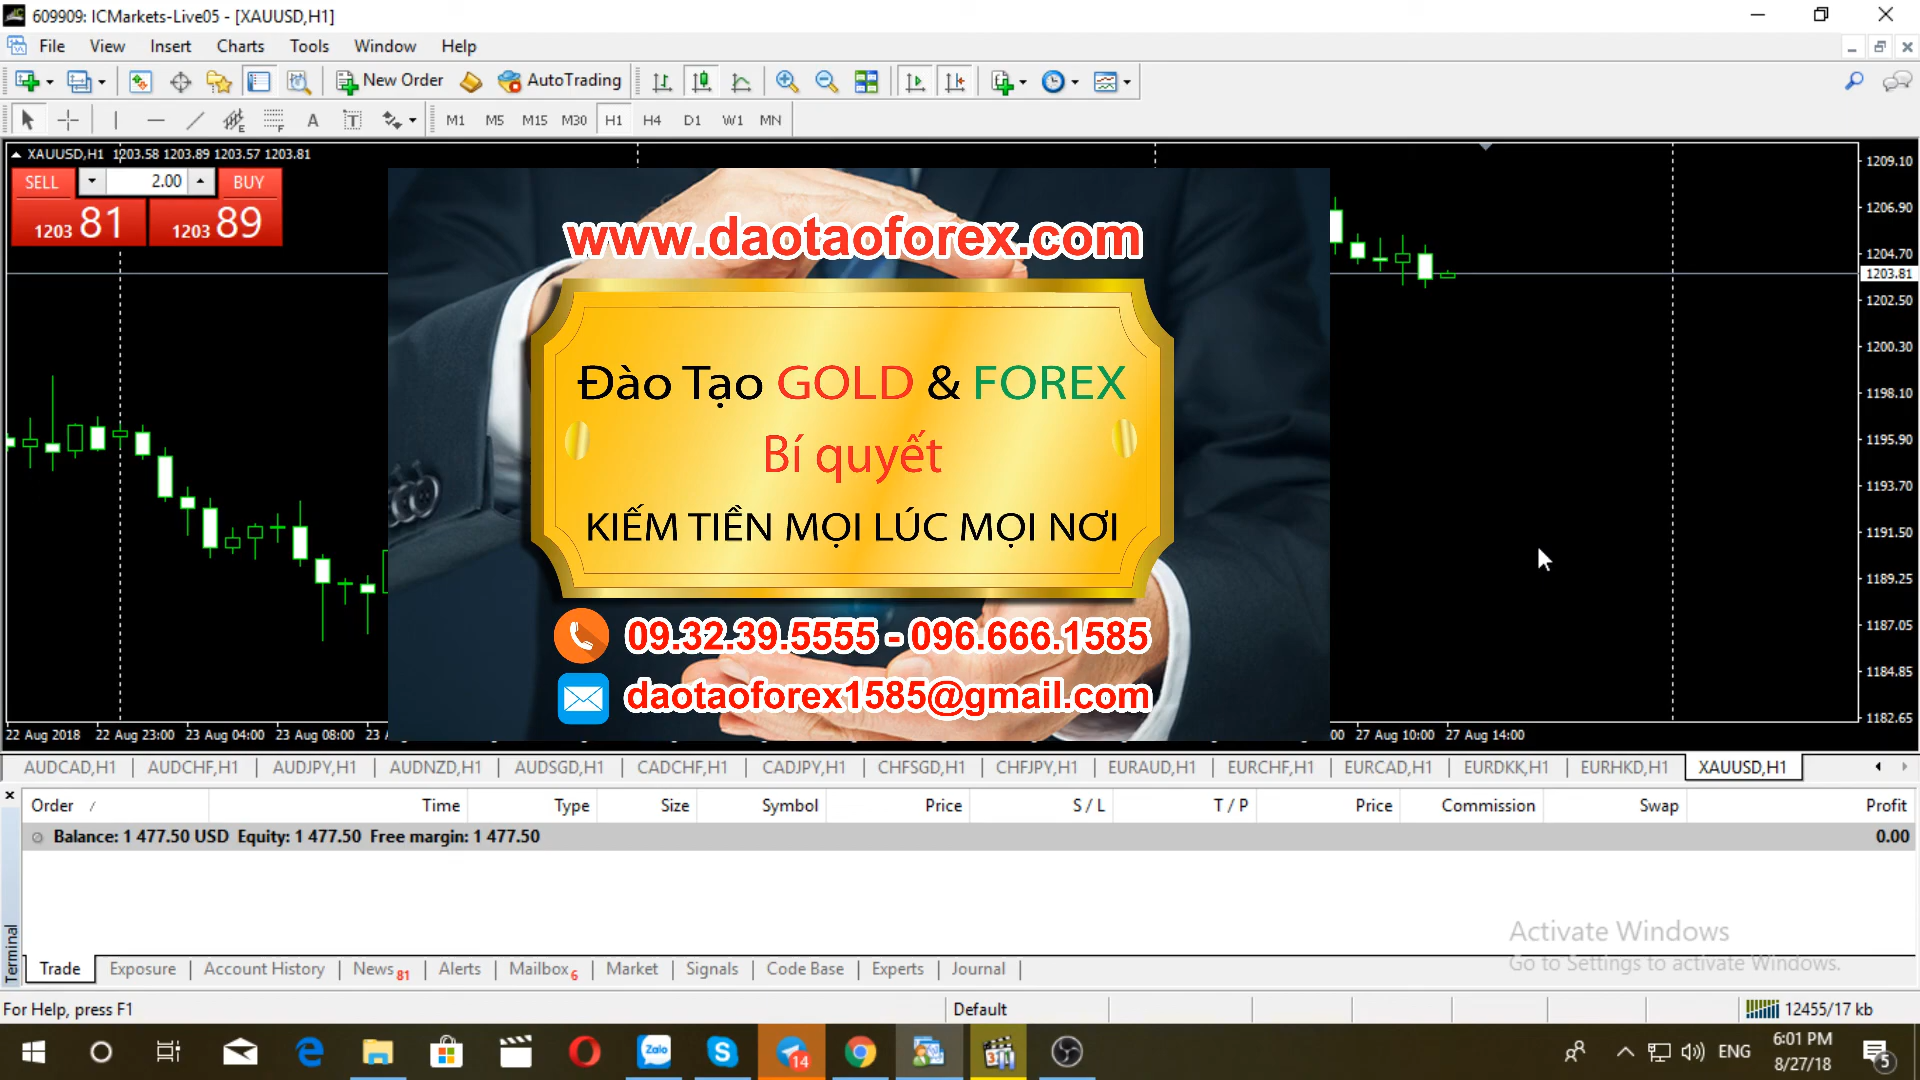 609909: ICMarkets-Live05 - [XAUUSD,H1]
File View Insert Charts Tools Window Help
New Order AutoTrading
A T M1 M5 M15 M30 H1 H4 D1 W1 MN
XAUUSD,H1 1203.58 1203.89 1203.57 1203.81
SELL 2.00 BUY
1203 81 1203 89
www.daotaoforex.com
Đào Tạo GOLD & FOREX
Bí quyết
KIẾM TIỀN MỌI LÚC MỌI NƠI
09.32.39.5555 - 096.666.1585
daotaoforex1585@gmail.com
1209.10
1206.90
1204.70
1203.81
1202.50
1200.30
1198.10
1195.90
1193.70
1191.50
1189.25
1187.05
1184.85
1182.65
22 Aug 2018 22 Aug 23:00 23 Aug 04:00 23 Aug 08:00 23 00 27 Aug 10:00 27 Aug 14:00
AUDCAD,H1 AUDCHF,H1 AUDJPY,H1 AUDNZD,H1 AUDSGD,H1 CADCHF,H1 CADJPY,H1 CHFSGD,H1 CHFJPY,H1 EURAUD,H1 EURCHF,H1 EURCAD,H1 EURDKK,H1 EURHKD,H1 XAUUSD,H1
Order / Time Type Size Symbol Price S / L T / P Price Commission Swap Profit
Balance: 1 477.50 USD Equity: 1 477.50 Free margin: 1 477.50 0.00
Terminal
Activate Windows
Go to Settings to activate Windows.
Trade Exposure Account History News 81 Alerts Mailbox 6 Market Signals Code Base Experts Journal
For Help, press F1 Default 12455/17 kb
Zalo 14 ENG 6:01 PM
8/27/18 5